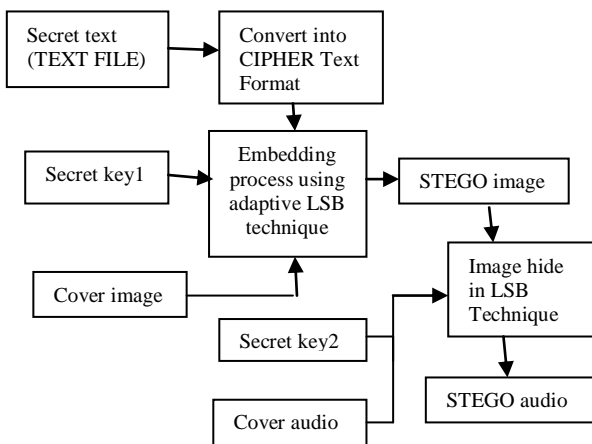 Secret text
(TEXT FILE)
Convert into
CIPHER Text
Format
Secret key1
Embedding
process using
adaptive LSB
technique
STEGO image
Cover image
Image hide
in LSB
Technique
Secret key2
STEGO audio
Cover audio